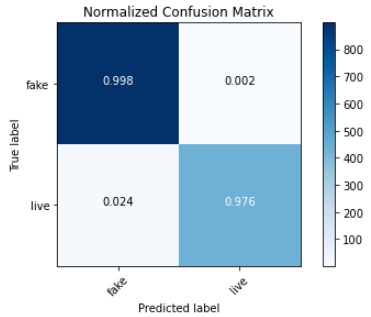 Normalized Confusion Matrix
fake
0.998
0.002
live
0.024
0.976
fake
live
True label
Predicted label
800
700
600
500
400
300
200
100